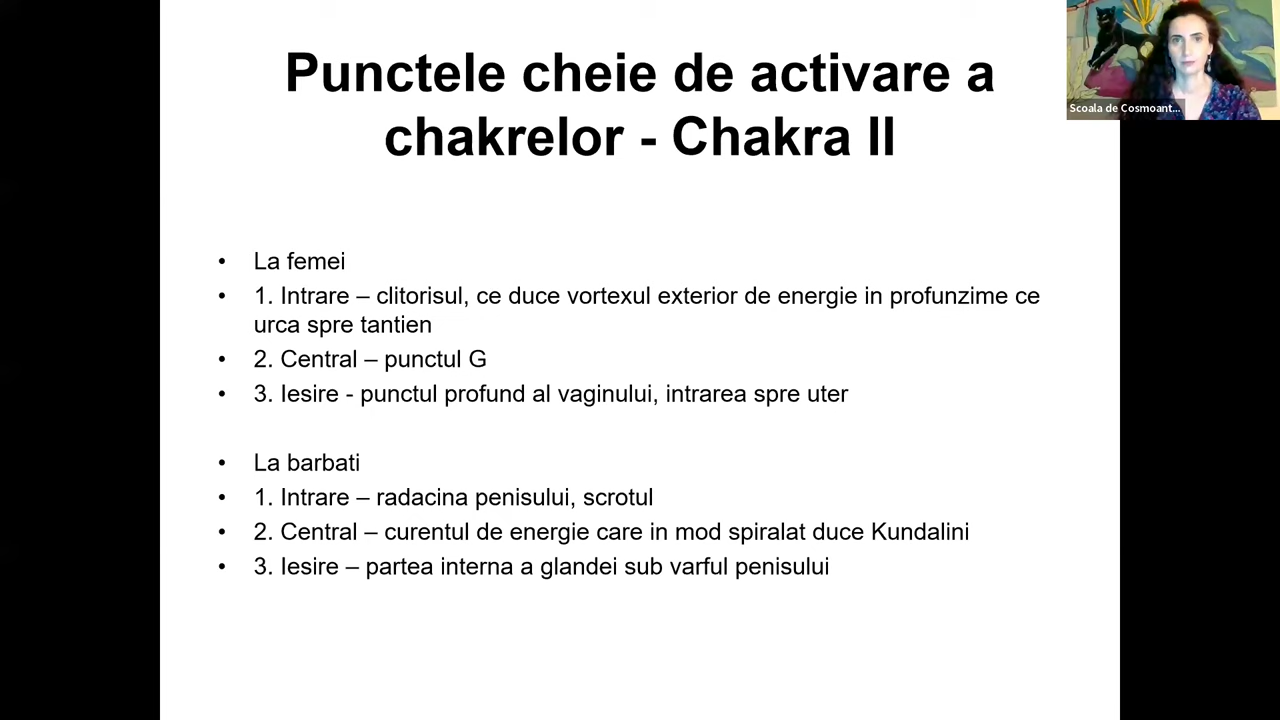 Punctele cheie de activare a
chakrelor - Chakra II
Scoala de Cosmoant...
• La femei
• 1. Intrare – clitorisul, ce duce vortexul exterior de energie in profunzime ce
urca spre tantien
• 2. Central – punctul G
• 3. Iesire - punctul profund al vaginului, intrarea spre uter
• La barbati
• 1. Intrare – radacina penisului, scrotul
• 2. Central – curentul de energie care in mod spiralat duce Kundalini
• 3. Iesire – partea interna a glandei sub varful penisului